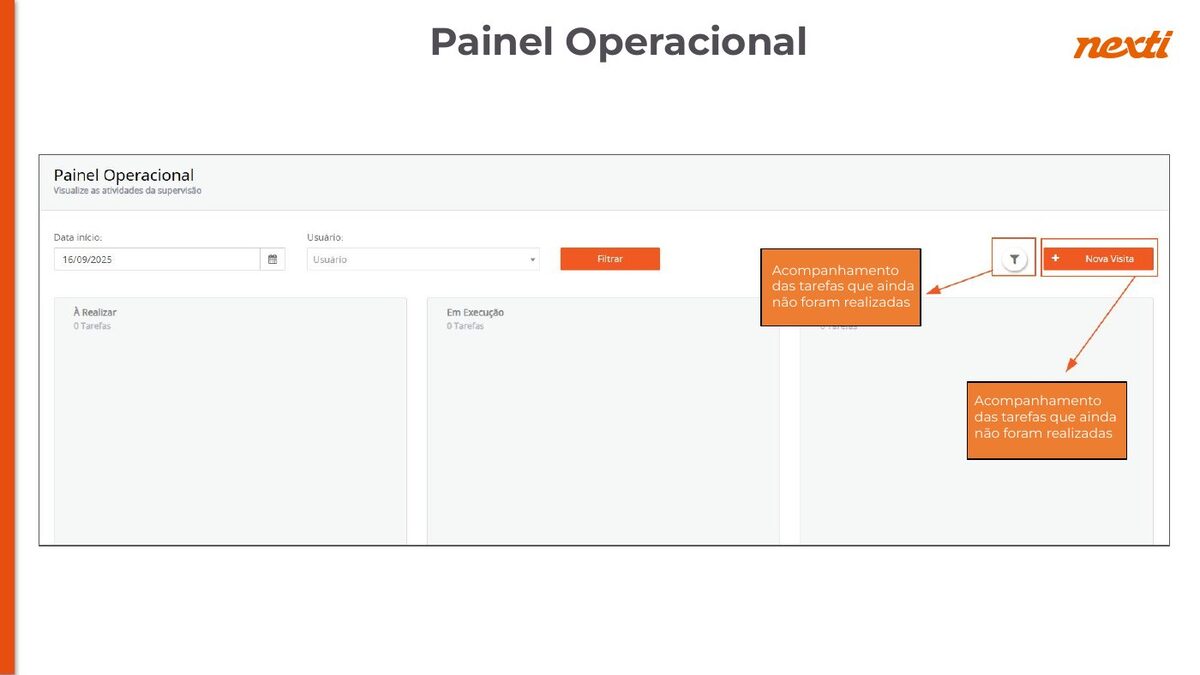 Painel Operacional
nexti
Painel Operacional
Visualize as atividades da supervisão
Data início:
Usuário:
16/09/2025
Usuário
Filtrar
+ Nova Visita
Acompanhamento
das tarefas que ainda
não foram realizadas
À Realizar
0 Tarefas
Em Execução
0 Tarefas
0 Tarefas
Acompanhamento
das tarefas que ainda
não foram realizadas